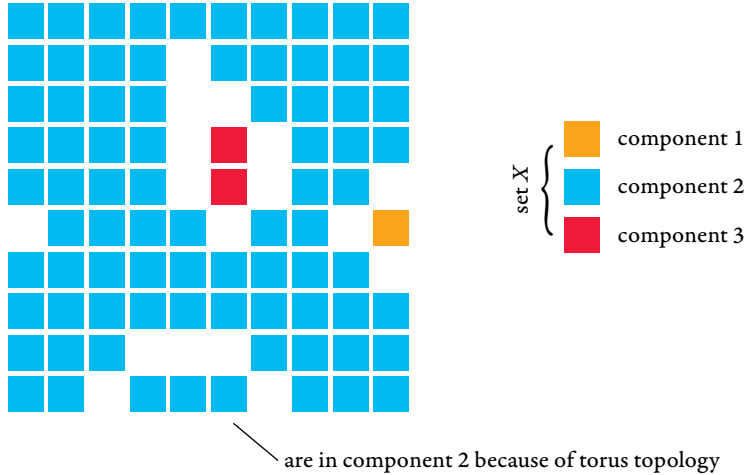 component 1
set X
component 2
component 3
are in component 2 because of torus topology